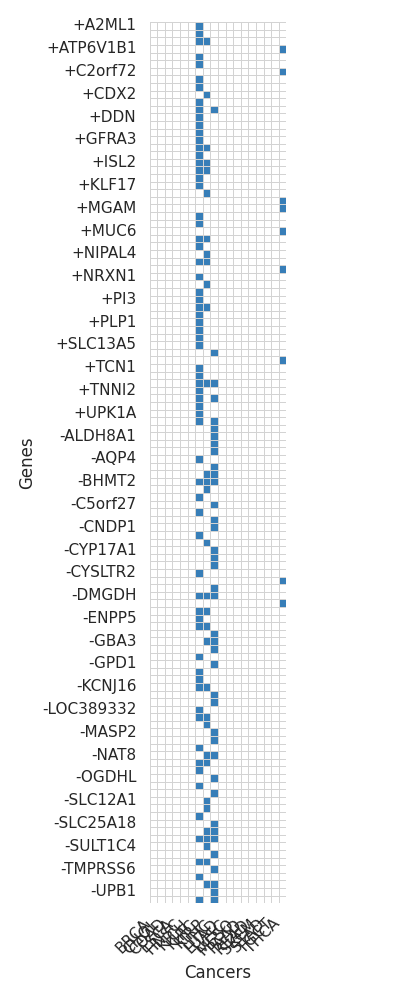 +A2ML1
+ATP6V1B1
+C2orf72
+CDX2
+DDN
+GFRA3
+ISL2
+KLF17
+MGAM
+MUC6
+NIPAL4
+NRXN1
+PI3
+PLP1
+SLC13A5
+TCN1
+TNNI2
+UPK1A
-ALDH8A1
-AQP4
-BHMT2
-C5orf27
-CNDP1
-CYP17A1
-CYSLTR2
-DMGDH
-ENPP5
-GBA3
-GPD1
-KCNJ16
-LOC389332
-MASP2
-NAT8
-OGDHL
-SLC12A1
-SLC25A18
-SULT1C4
-TMPRSS6
-UPB1
Genes
BRCA
THCA
Cancers